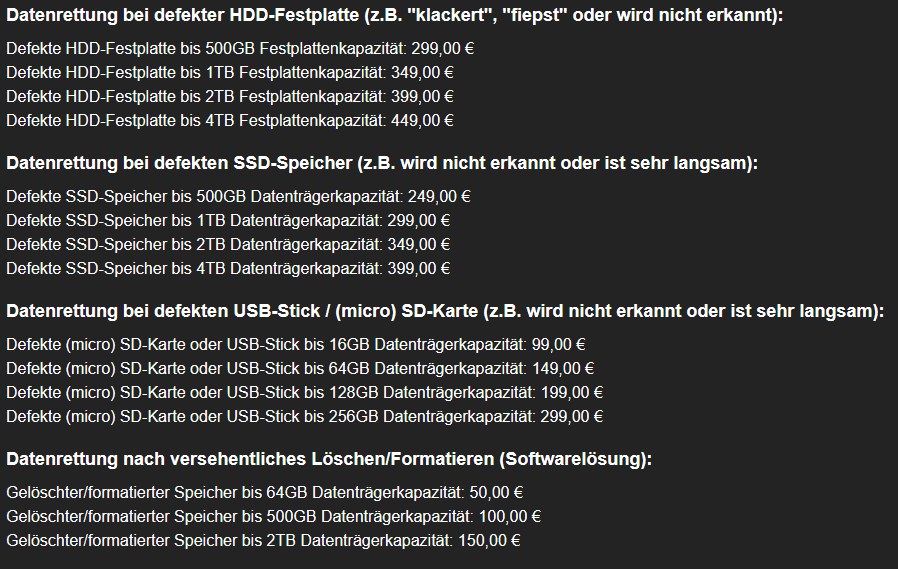 Datenrettung bei defekter HDD-Festplatte (z.B. "klackert", "fiepst" oder wird nicht erkannt):
Defekte HDD-Festplatte bis 500GB Festplattenkapazität: 299,00 €
Defekte HDD-Festplatte bis 1TB Festplattenkapazität: 349,00 €
Defekte HDD-Festplatte bis 2TB Festplattenkapazität: 399,00 €
Defekte HDD-Festplatte bis 4TB Festplattenkapazität: 449,00 €
Datenrettung bei defekten SSD-Speicher (z.B. wird nicht erkannt oder ist sehr langsam):
Defekte SSD-Speicher bis 500GB Datenträgerkapazität: 249,00 €
Defekte SSD-Speicher bis 1TB Datenträgerkapazität: 299,00 €
Defekte SSD-Speicher bis 2TB Datenträgerkapazität: 349,00 €
Defekte SSD-Speicher bis 4TB Datenträgerkapazität: 399,00 €
Datenrettung bei defekten USB-Stick / (micro) SD-Karte (z.B. wird nicht erkannt oder ist sehr langsam):
Defekte (micro) SD-Karte oder USB-Stick bis 16GB Datenträgerkapazität: 99,00 €
Defekte (micro) SD-Karte oder USB-Stick bis 64GB Datenträgerkapazität: 149,00 €
Defekte (micro) SD-Karte oder USB-Stick bis 128GB Datenträgerkapazität: 199,00 €
Defekte (micro) SD-Karte oder USB-Stick bis 256GB Datenträgerkapazität: 299,00 €
Datenrettung nach versehentliches Löschen/Formatieren (Softwarelösung):
Gelöschter/formatierter Speicher bis 64GB Datenträgerkapazität: 50,00 €
Gelöschter/formatierter Speicher bis 500GB Datenträgerkapazität: 100,00 €
Gelöschter/formatierter Speicher bis 2TB Datenträgerkapazität: 150,00 €